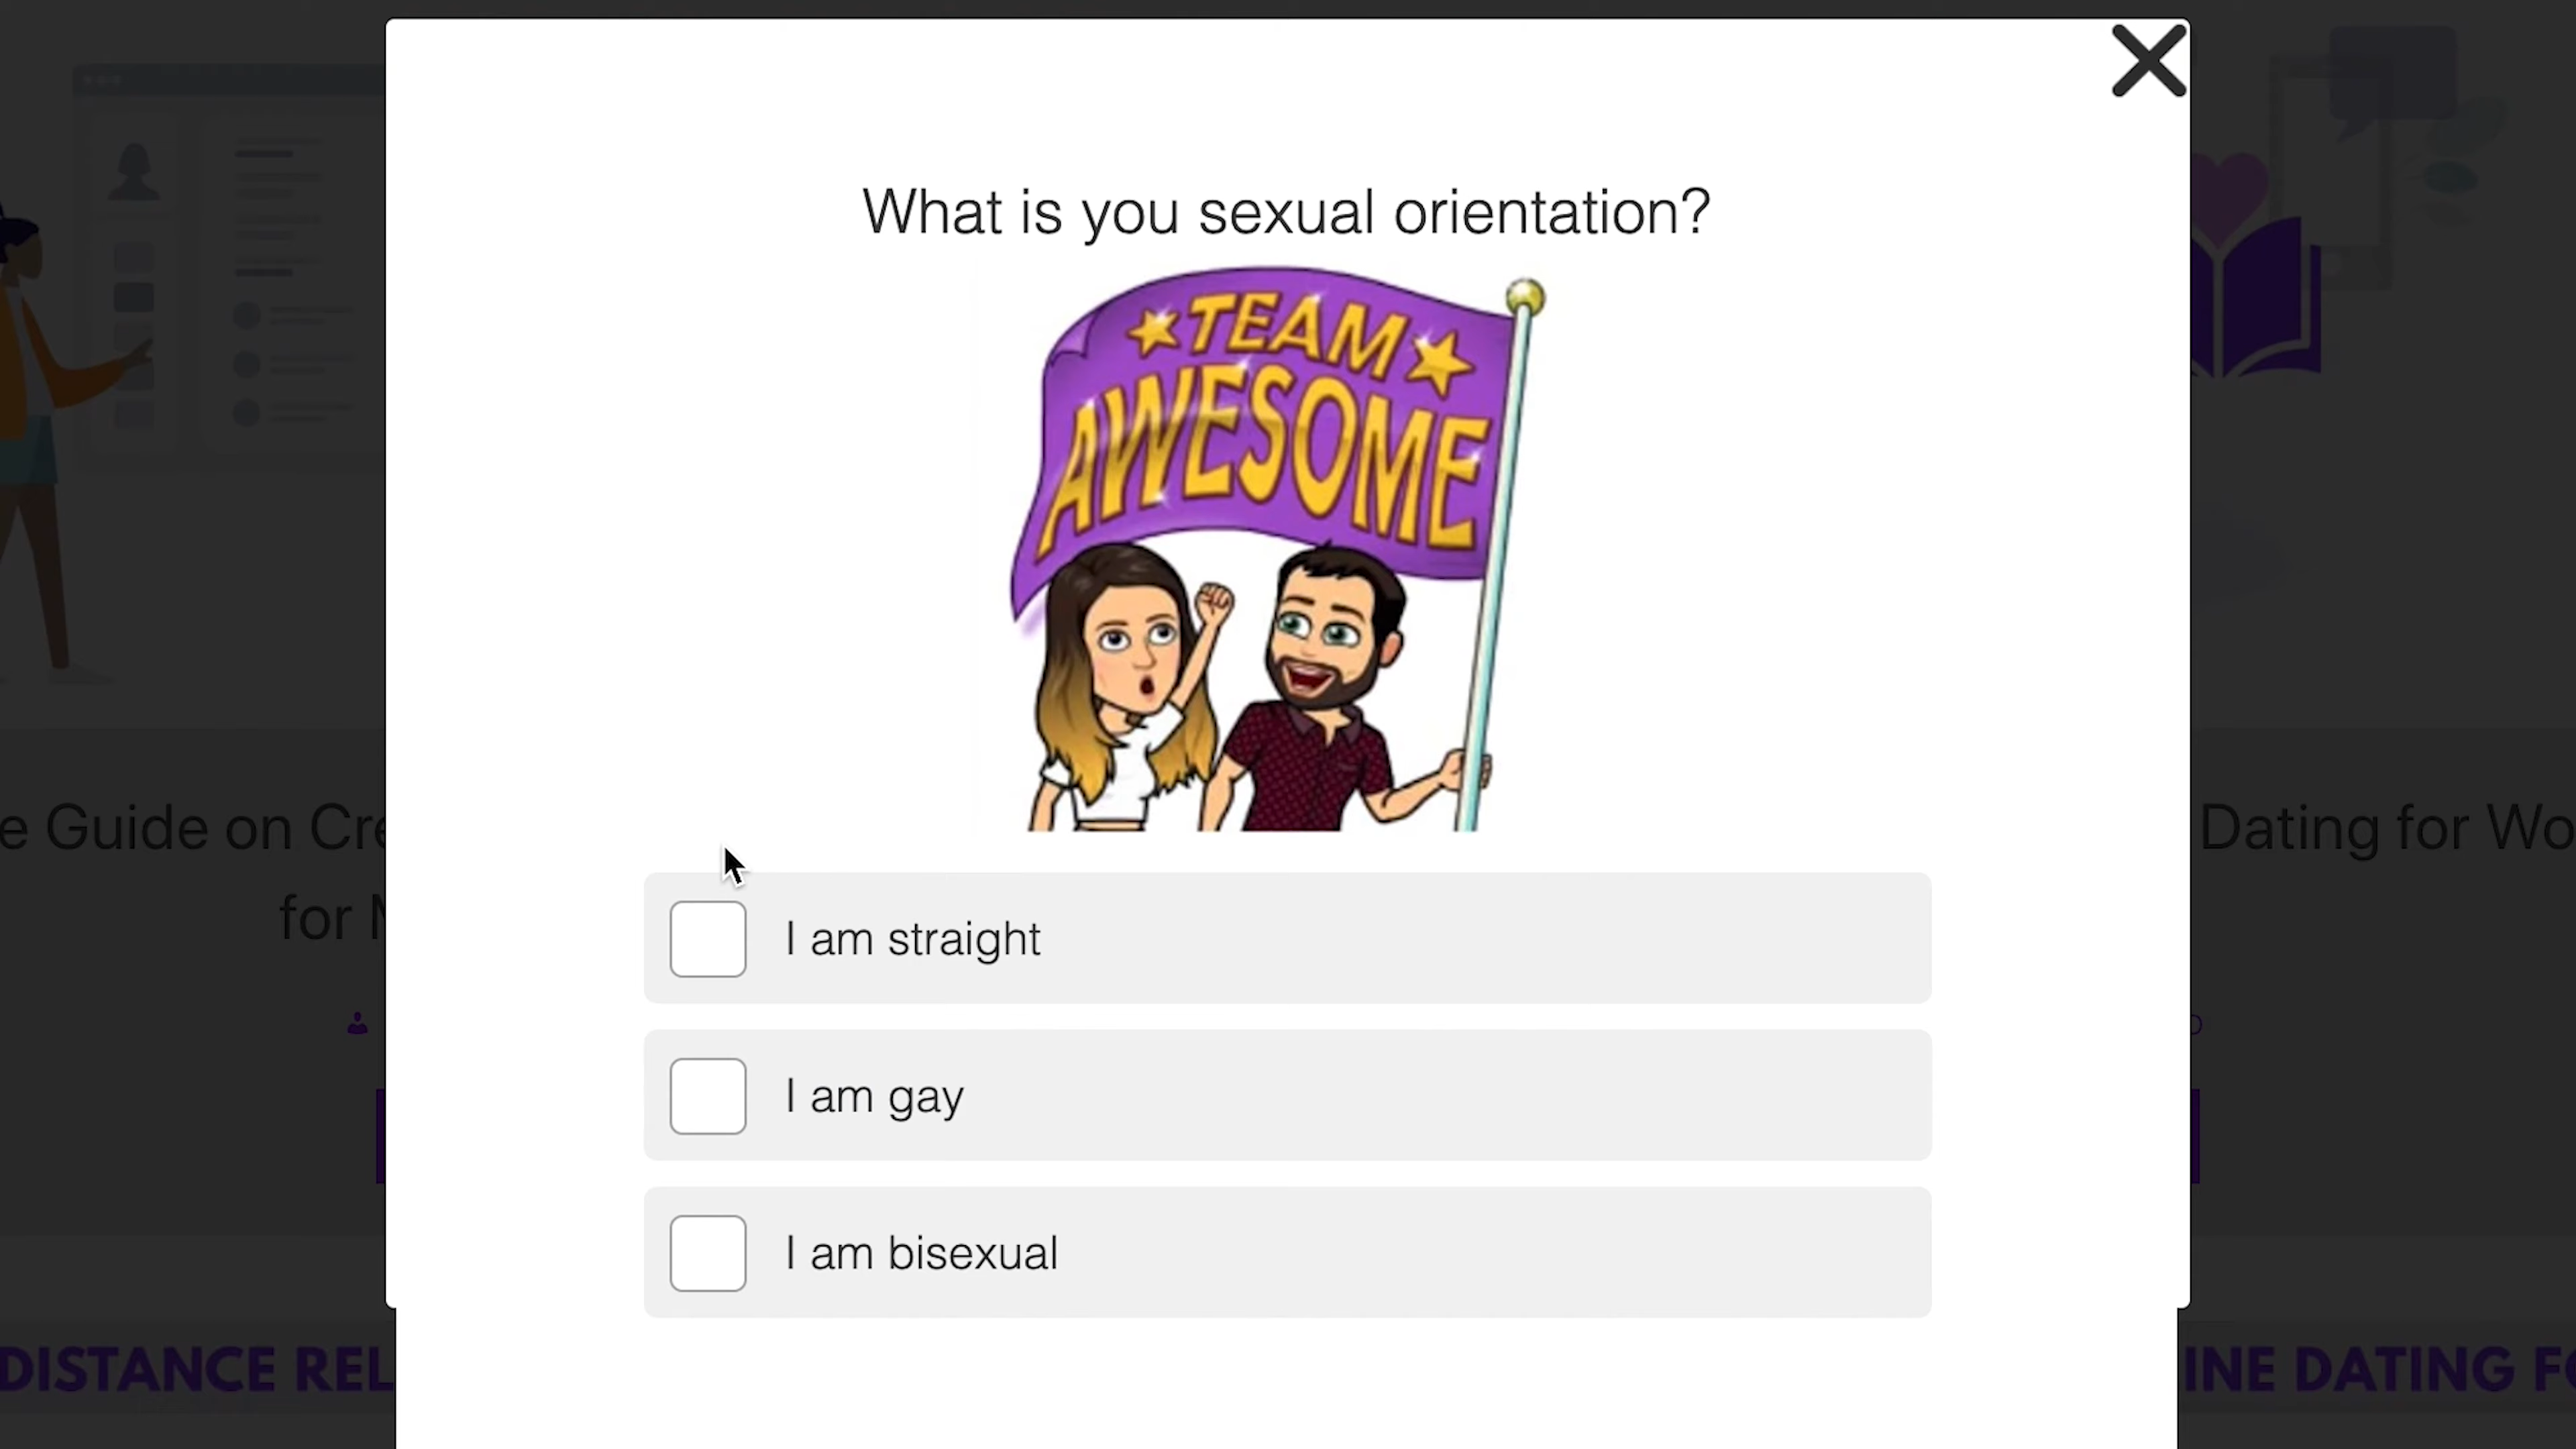 What is you sexual orientation?
TEAM
AWESOME
I am straight
I am gay
I am bisexual
e Guide on Cre
for M
Dating for Wo
DISTANCE REL
INE DATING FO